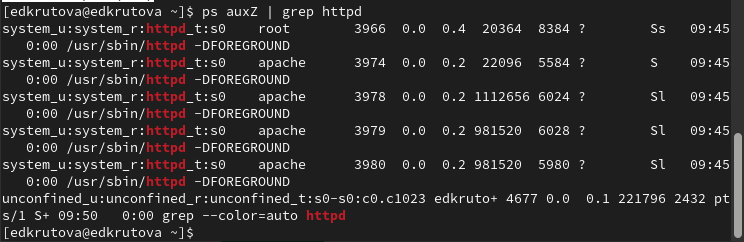 [edkrutova@edkrutova ~]$ ps auxZ | grep httpd
system_u:system_r:httpd_t:s0    root        3966  0.0  0.4  20364  8384 ?        Ss   09:45
   0:00 /usr/sbin/httpd -DFOREGROUND
system_u:system_r:httpd_t:s0    apache      3974  0.0  0.2  22096  5584 ?        S    09:45
   0:00 /usr/sbin/httpd -DFOREGROUND
system_u:system_r:httpd_t:s0    apache      3978  0.0  0.2 1112656 6024 ?        Sl   09:45
   0:00 /usr/sbin/httpd -DFOREGROUND
system_u:system_r:httpd_t:s0    apache      3979  0.0  0.2 981520  6028 ?        Sl   09:45
   0:00 /usr/sbin/httpd -DFOREGROUND
system_u:system_r:httpd_t:s0    apache      3980  0.0  0.2 981520  5980 ?        Sl   09:45
   0:00 /usr/sbin/httpd -DFOREGROUND
unconfined_u:unconfined_r:unconfined_t:s0-s0:c0.c1023 edkruto+ 4677 0.0  0.1 221796 2432 pt
s/1 S+ 09:50   0:00 grep --color=auto httpd
[edkrutova@edkrutova ~]$